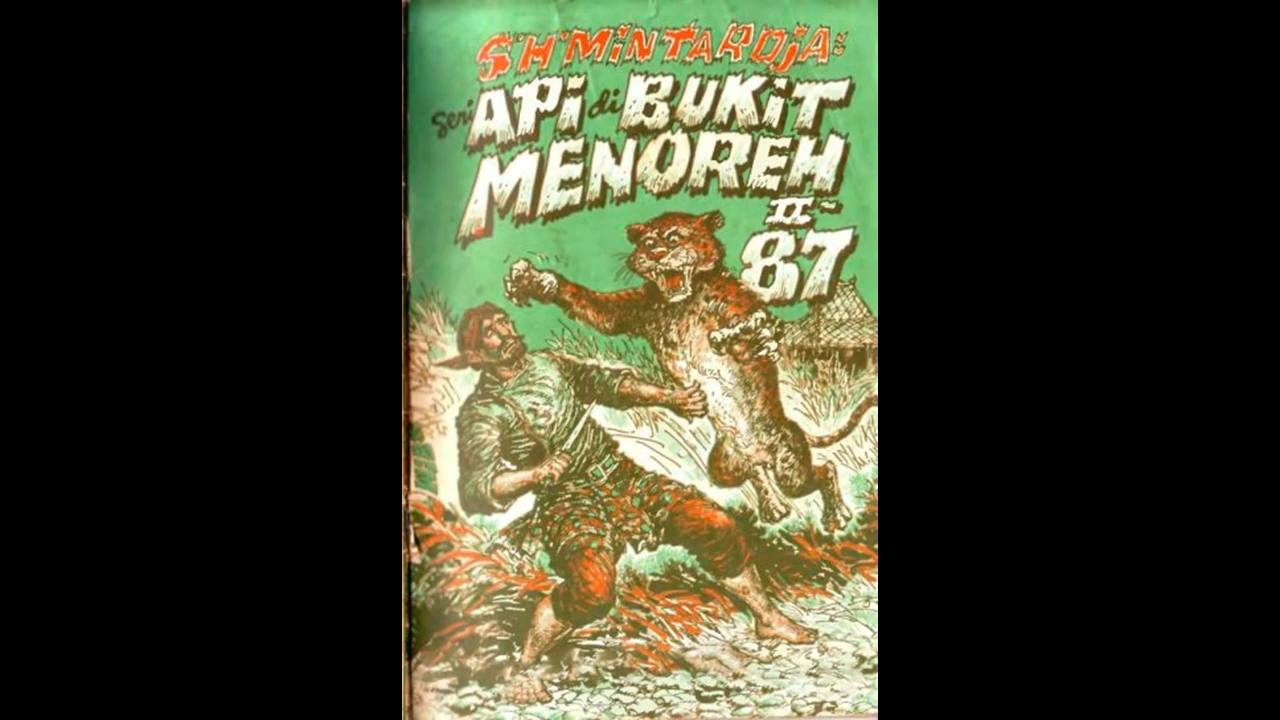 S.H. MINTARDJA:
Seri API di BUKIT
MENOREH
II-
87